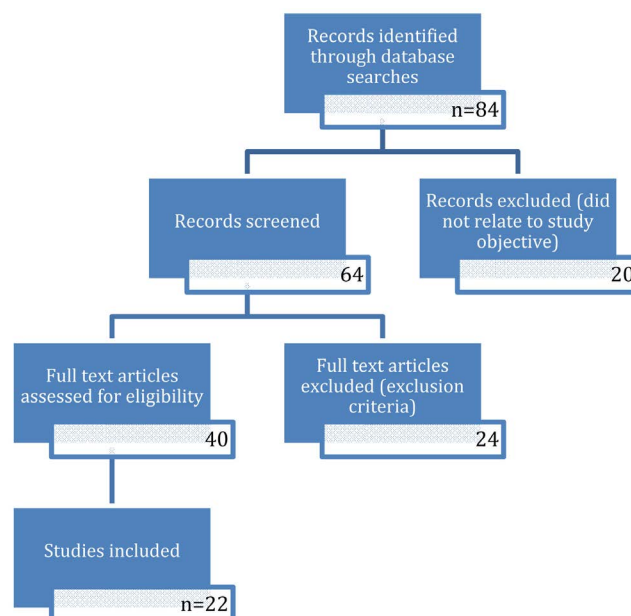 Records identified
through database
searches
n=84
Records screened
64
Records excluded (did
not relate to study
objective)
20
Full text articles
assessed for eligibility
40
Full text articles
excluded (exclusion
criteria)
24
Studies included
n=22